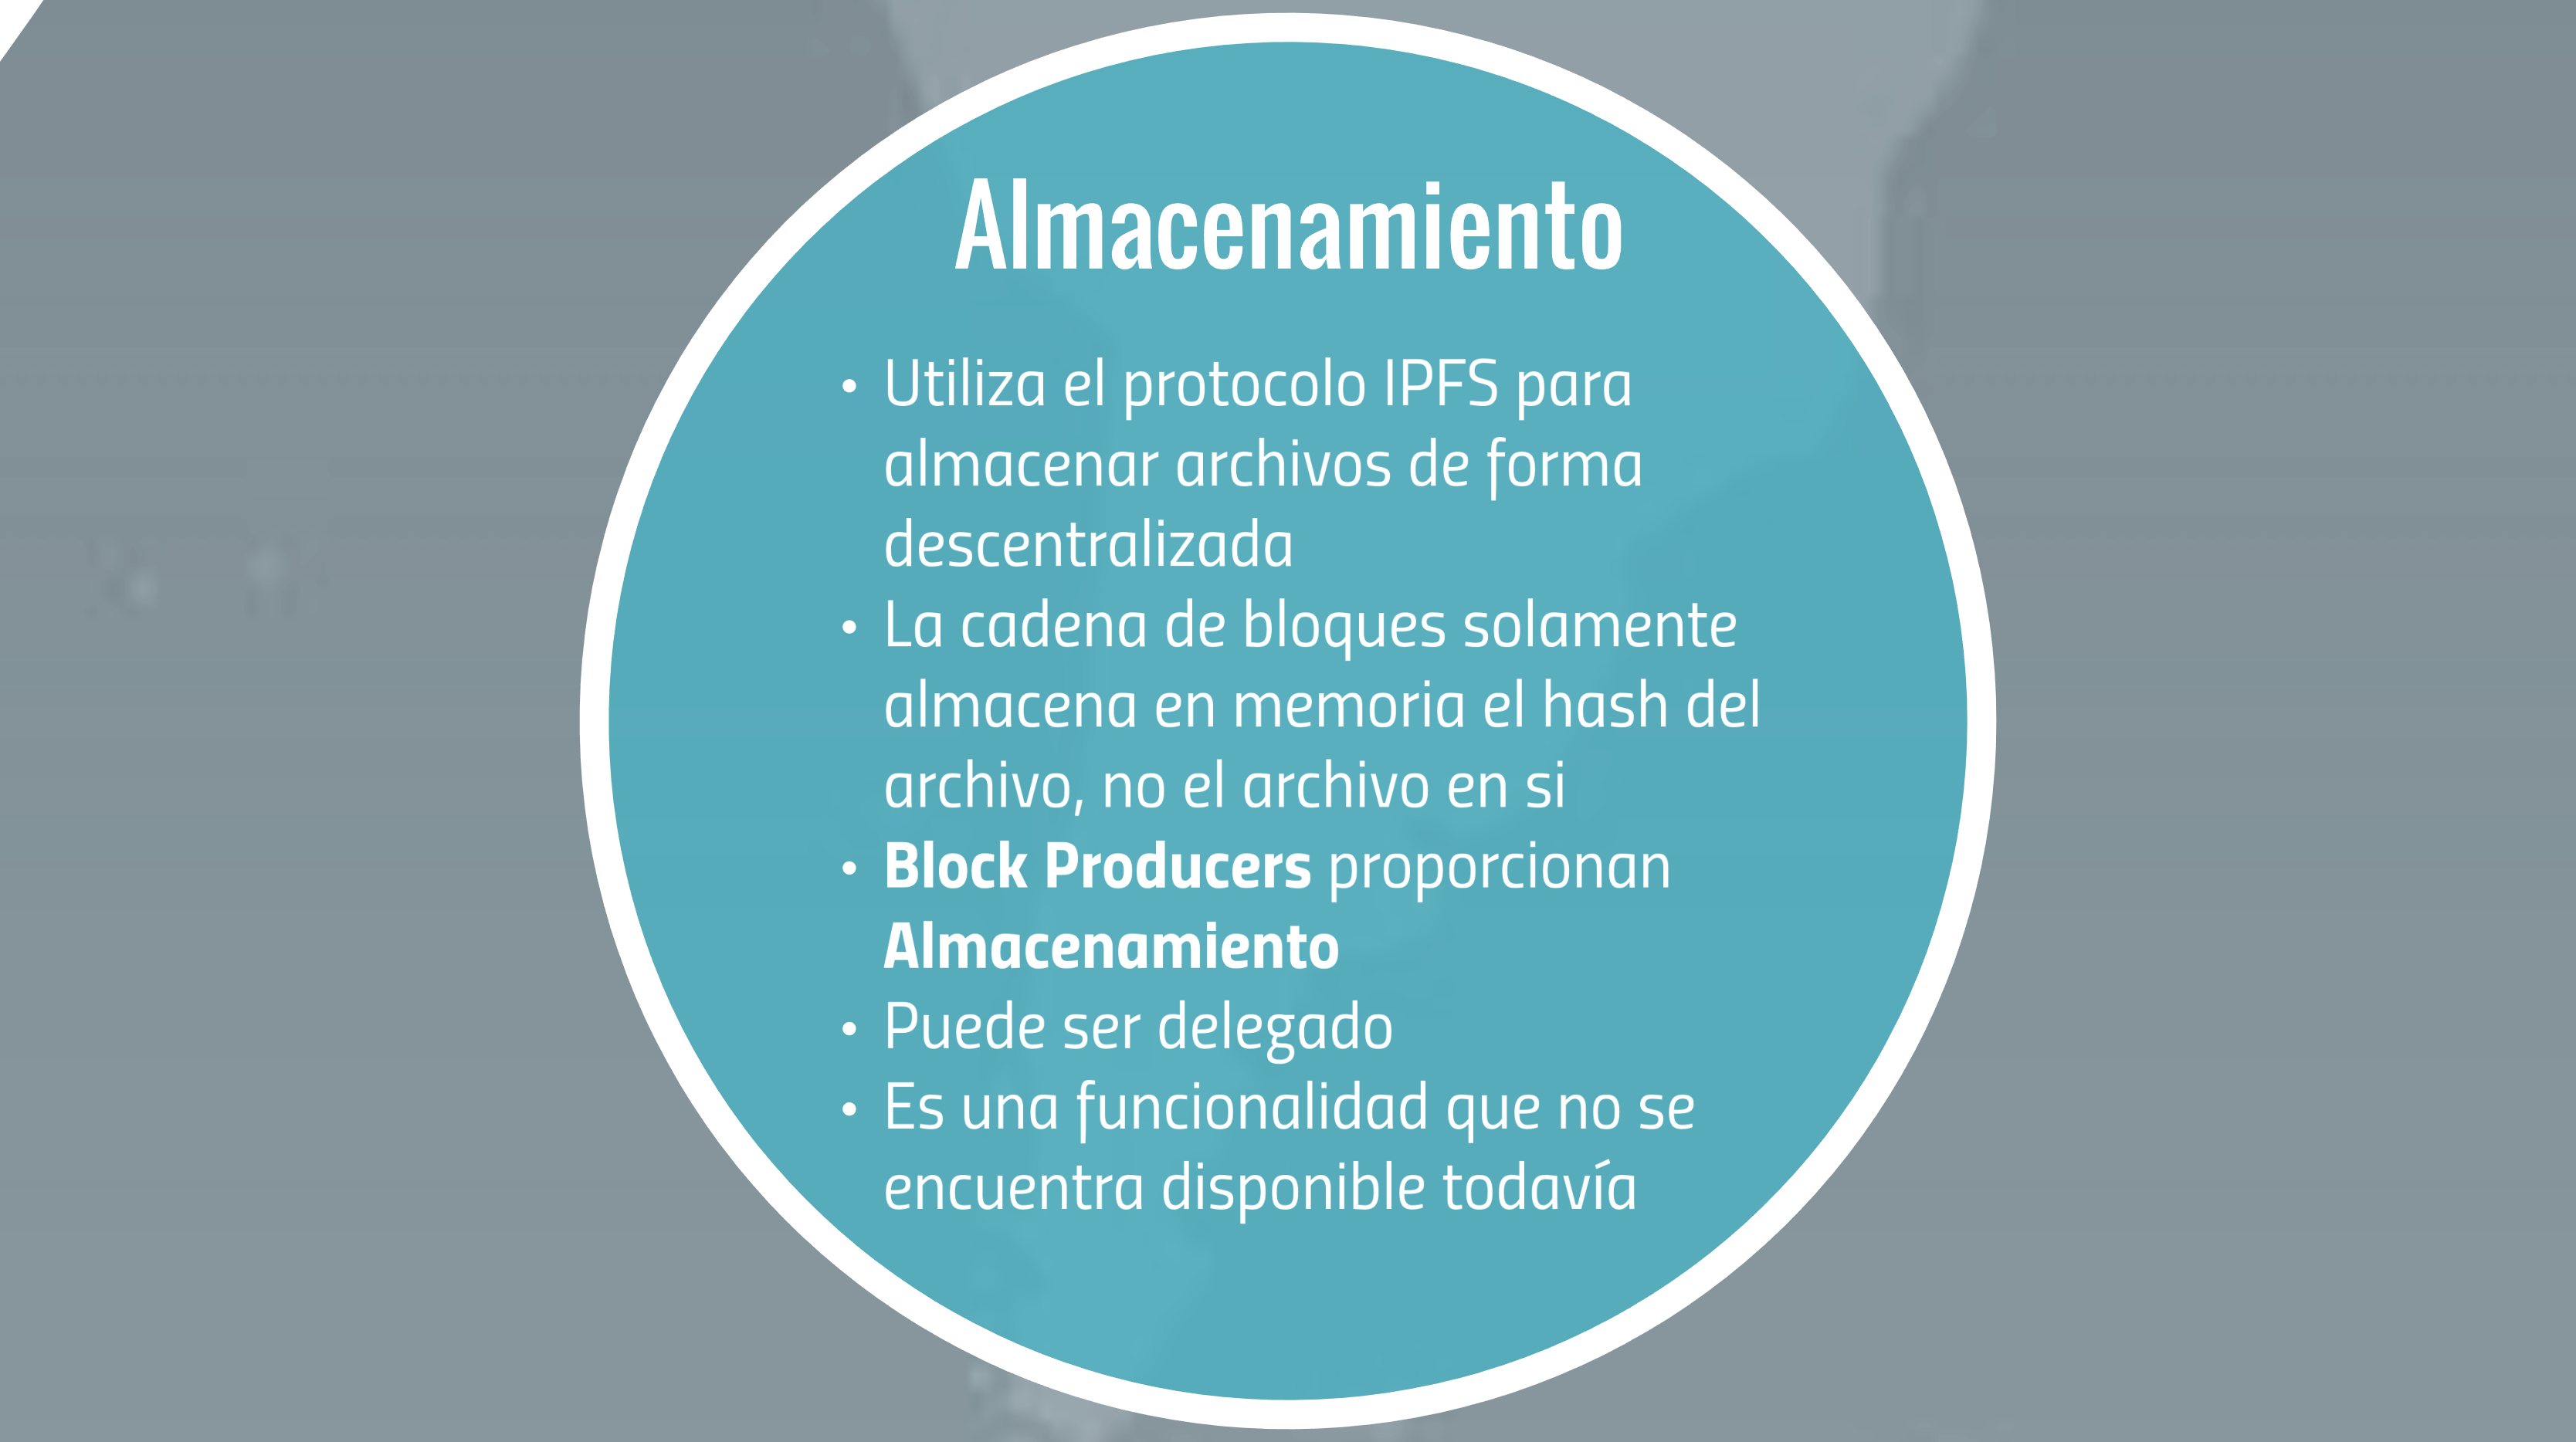 Almacenamiento
• Utiliza el protocolo IPFS para
almacenar archivos de forma
descentralizada
• La cadena de bloques solamente
almacena en memoria el hash del
archivo, no el archivo en si
• Block Producers proporcionan
Almacenamiento
• Puede ser delegado
• Es una funcionalidad que no se
encuentra disponible todavía